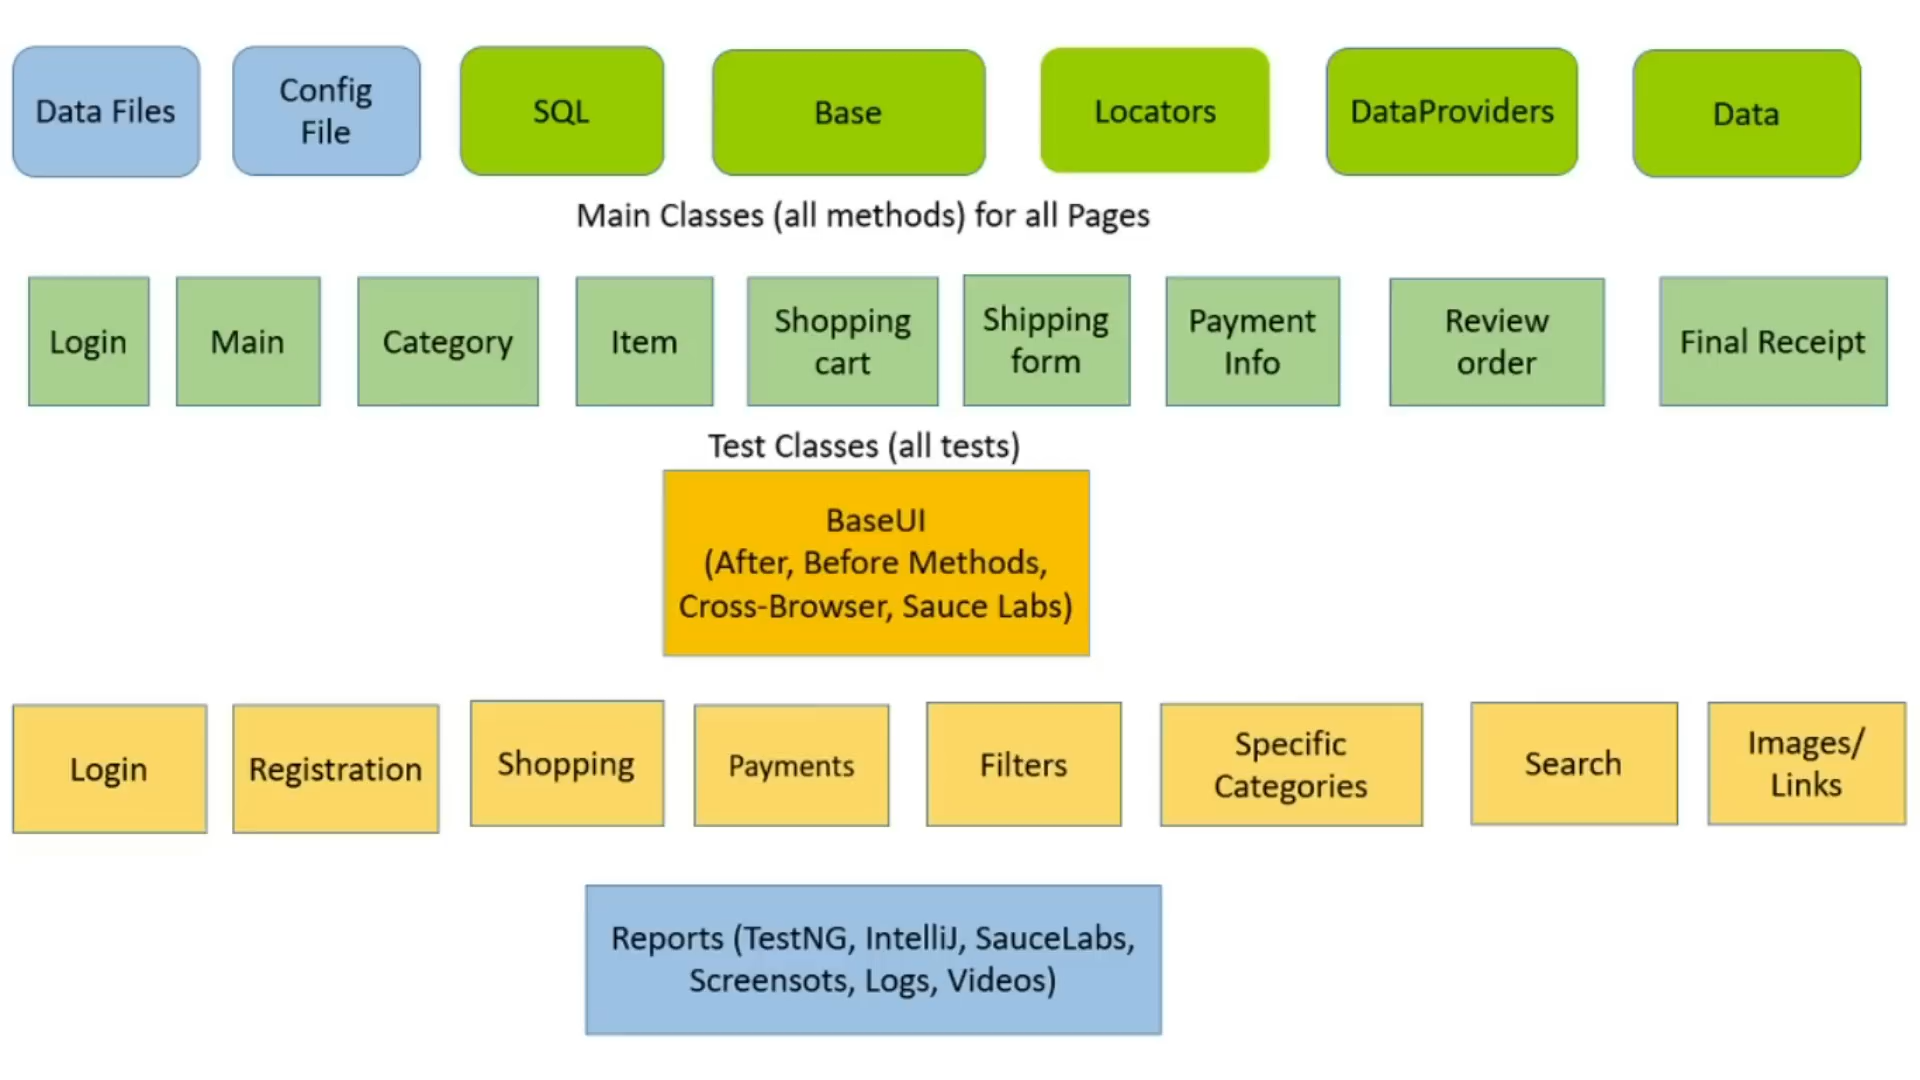 Data Files
Config
File
SQL
Base
Locators
DataProviders
Data
Main Classes (all methods) for all Pages
Login
Main
Category
Item
Shopping
cart
Shipping
form
Payment
Info
Review
order
Final Receipt
Test Classes (all tests)
BaseUI
(After, Before Methods,
Cross-Browser, Sauce Labs)
Login
Registration
Shopping
Payments
Filters
Specific
Categories
Search
Images/
Links
Reports (TestNG, IntelliJ, SauceLabs,
Screensots, Logs, Videos)